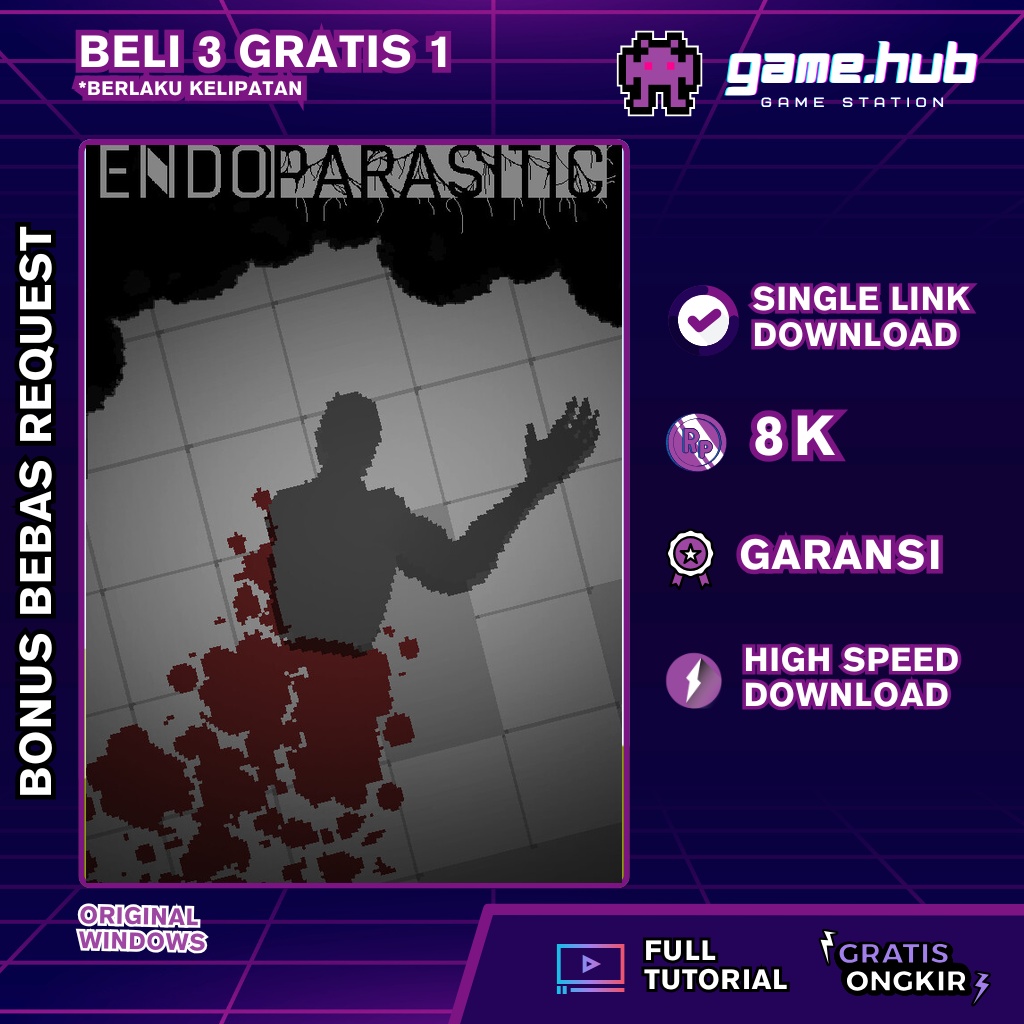 BELI 3 GRATIS 1
*BERLAKU KELIPATAN
game.hub
GAME STATION
BONUS BEBAS REQUEST
ENDOPARASITIC
SINGLE LINK
DOWNLOAD
Rp
8K
GARANSI
HIGH SPEED
DOWNLOAD
ORIGINAL
WINDOWS
FULL
TUTORIAL
GRATIS
ONGKIR